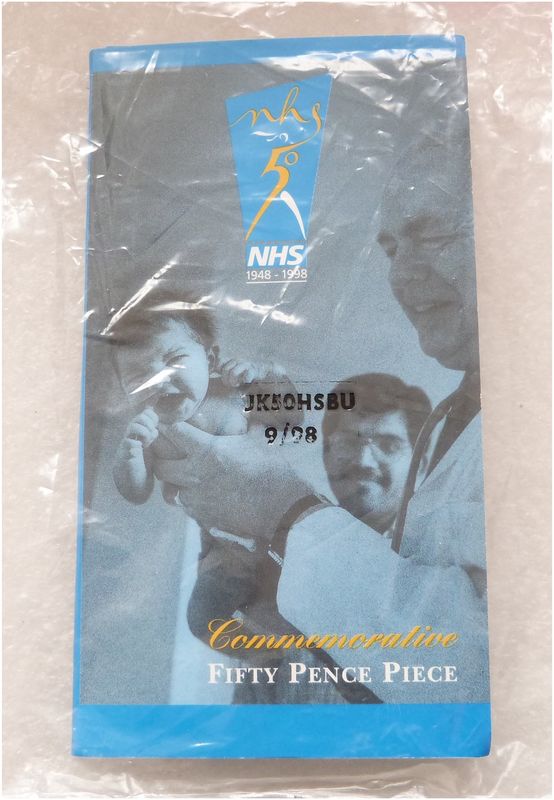 nhs
50
NHS
1948 - 1998
UK50HSBU
9/98
Commemorative
FIFTY PENCE PIECE